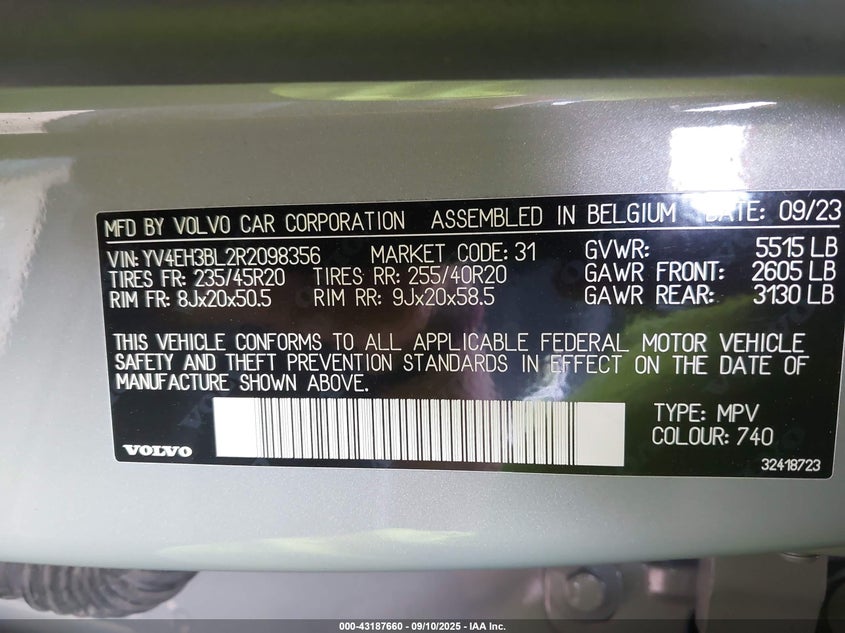 MFD BY VOLVO CAR CORPORATION ASSEMBLED IN BELGIUM DATE: 09/23
VIN: YV4EH3BL2R2098356 MARKET CODE: 31 GVWR: 5515 LB
TIRES FR: 235/45R20 TIRES RR: 255/40R20 GAWR FRONT: 2605 LB
RIM FR: 8Jx20x50.5 RIM RR: 9Jx20x58.5 GAWR REAR: 3130 LB
THIS VEHICLE CONFORMS TO ALL APPLICABLE FEDERAL MOTOR VEHICLE
SAFETY AND THEFT PREVENTION STANDARDS IN EFFECT ON THE DATE OF
MANUFACTURE SHOWN ABOVE.
TYPE: MPV
COLOUR: 740
VOLVO
32418723
000-43187660 — 09/10/2025 — IAA Inc.